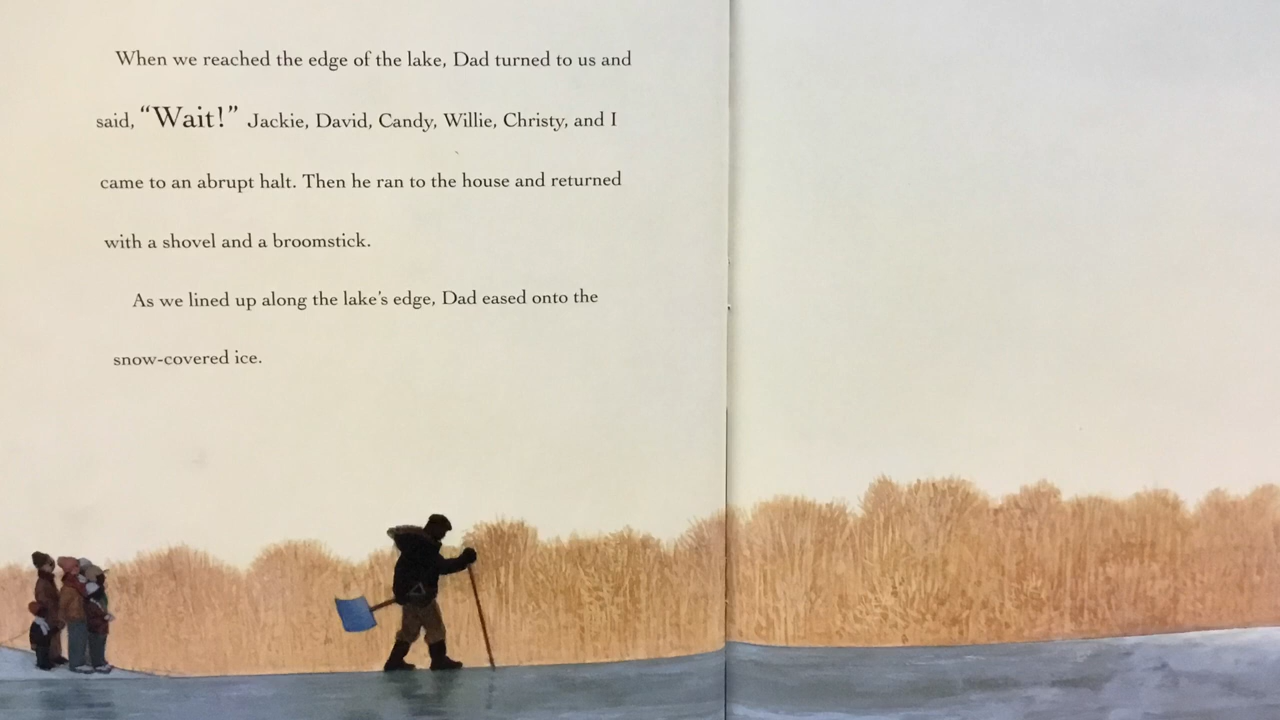 When we reached the edge of the lake, Dad turned to us and
said, “Wait!” Jackie, David, Candy, Willie, Christy, and I
came to an abrupt halt. Then he ran to the house and returned
with a shovel and a broomstick.
As we lined up along the lake’s edge, Dad eased onto the
snow-covered ice.